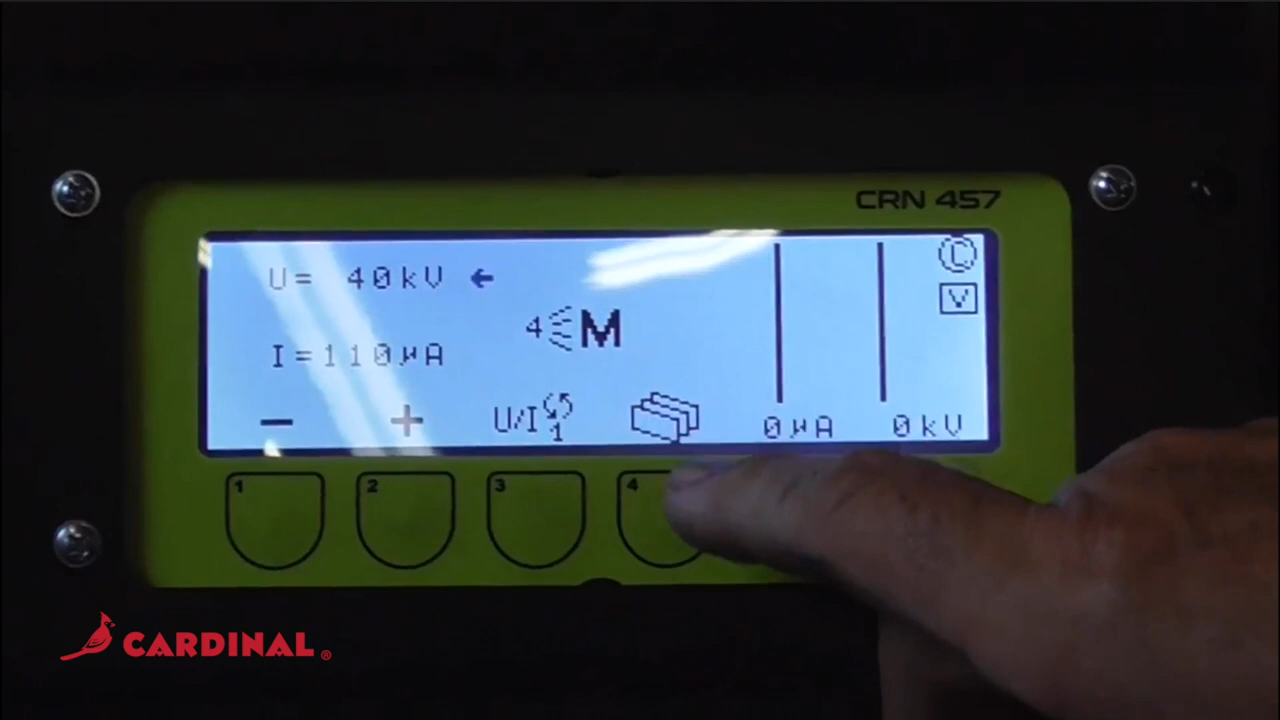 CRN 457
U= 40kV ←
C
V
4 M
I=110µA
− + U/I 1 0µA 0kV
1 2 3 4
CARDINAL ®